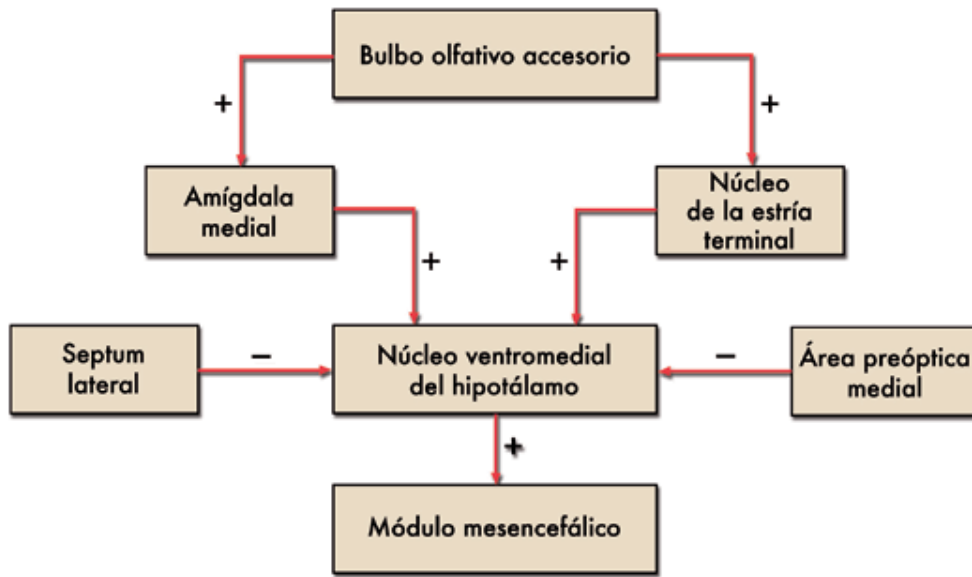 Bulbo olfativo accesorio
+
+
Amígdala
medial
Núcleo
de la estría
terminal
+
+
Septum
lateral
−
Núcleo ventromedial
del hipotálamo
−
Área preóptica
medial
+
Módulo mesencefálico